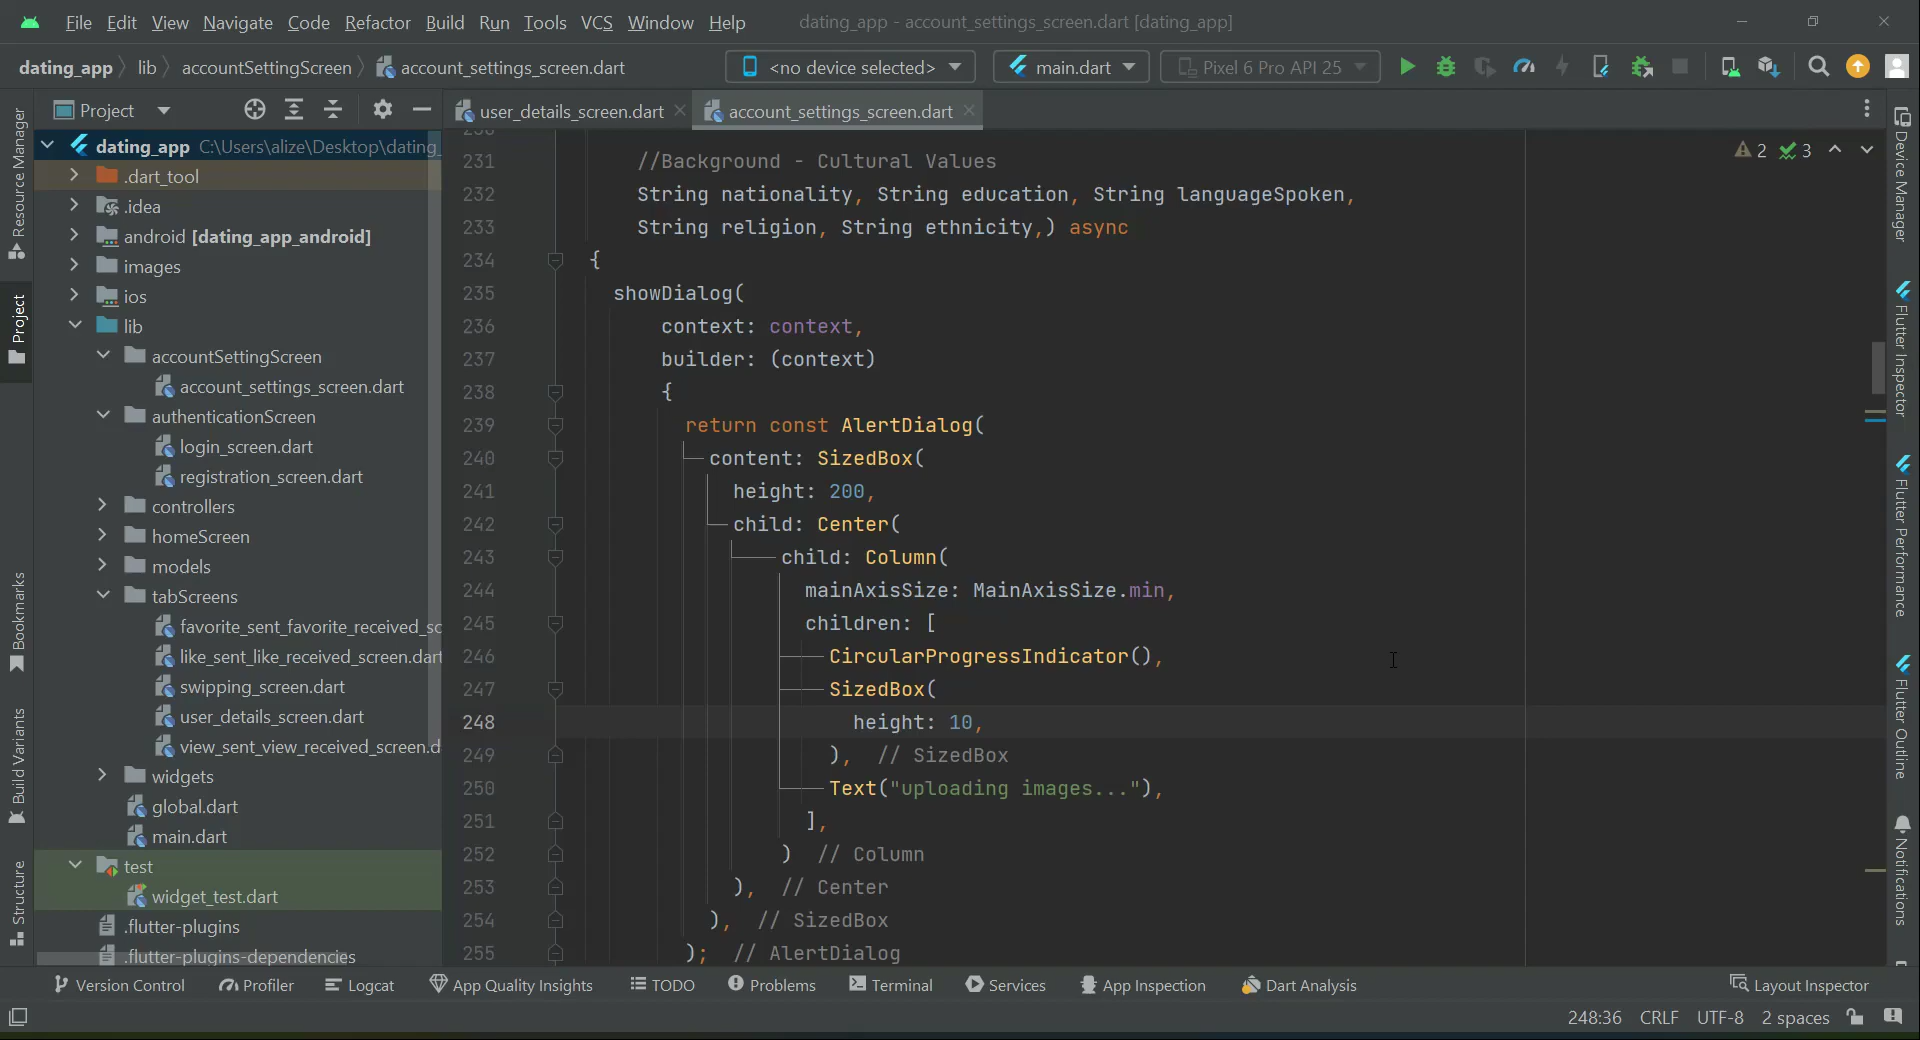 File Edit View Navigate Code Refactor Build Run Tools VCS Window Help dating_app - account_settings_screen.dart [dating_app]
dating_app lib accountSettingScreen account_settings_screen.dart <no device selected> main.dart Pixel 6 Pro API 25
Project
user_details_screen.dart
account_settings_screen.dart
Resource Manager
Project
Bookmarks
Build Variants
Structure
dating_app C:\Users\alize\Desktop\dating_
.dart_tool
.idea
android [dating_app_android]
images
ios
lib
accountSettingScreen
account_settings_screen.dart
authenticationScreen
login_screen.dart
registration_screen.dart
controllers
homeScreen
models
tabScreens
favorite_sent_favorite_received_sc
like_sent_like_received_screen.dart
swipping_screen.dart
user_details_screen.dart
view_sent_view_received_screen.d
widgets
global.dart
main.dart
test
widget_test.dart
.flutter-plugins
.flutter-plugins-dependencies
2 3
230
231 //Background - Cultural Values
232 String nationality, String education, String languageSpoken,
233 String religion, String ethnicity,) async
234 {
235 showDialog(
236 context: context,
237 builder: (context)
238 {
239 return const AlertDialog(
240 content: SizedBox(
241 height: 200,
242 child: Center(
243 child: Column(
244 mainAxisSize: MainAxisSize.min,
245 children: [
246 CircularProgressIndicator(),
247 SizedBox(
248 height: 10,
249 ), // SizedBox
250 Text("uploading images..."),
251 ],
252 ) // Column
253 ), // Center
254 ), // SizedBox
255 ); // AlertDialog
Device Manager
Flutter Inspector
Flutter Performance
Flutter Outline
Notifications
Version Control Profiler Logcat App Quality Insights TODO Problems Terminal Services App Inspection Dart Analysis Layout Inspector
248:36 CRLF UTF-8 2 spaces